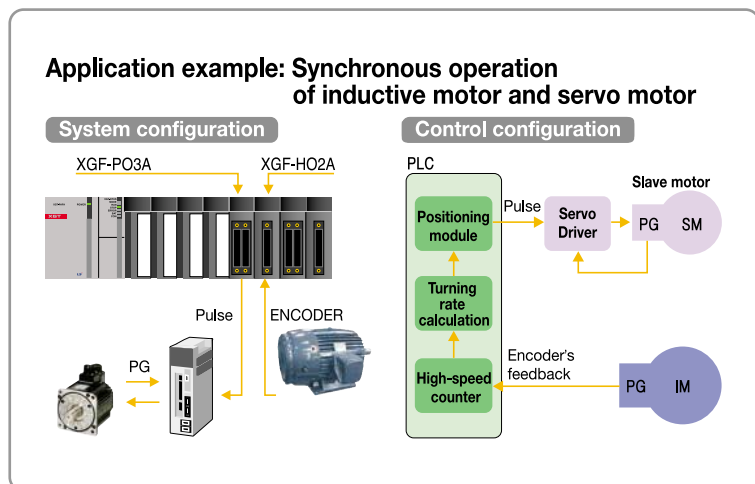 Application example: Synchronous operation
of inductive motor and servo motor
System configuration
XGF-PO3A
XGF-HO2A
Pulse
ENCODER
PG
Control configuration
PLC
Positioning
module
Turning
rate
calculation
High-speed
counter
Pulse
Servo
Driver
Slave motor
PG
SM
Encoder's
feedback
PG
IM